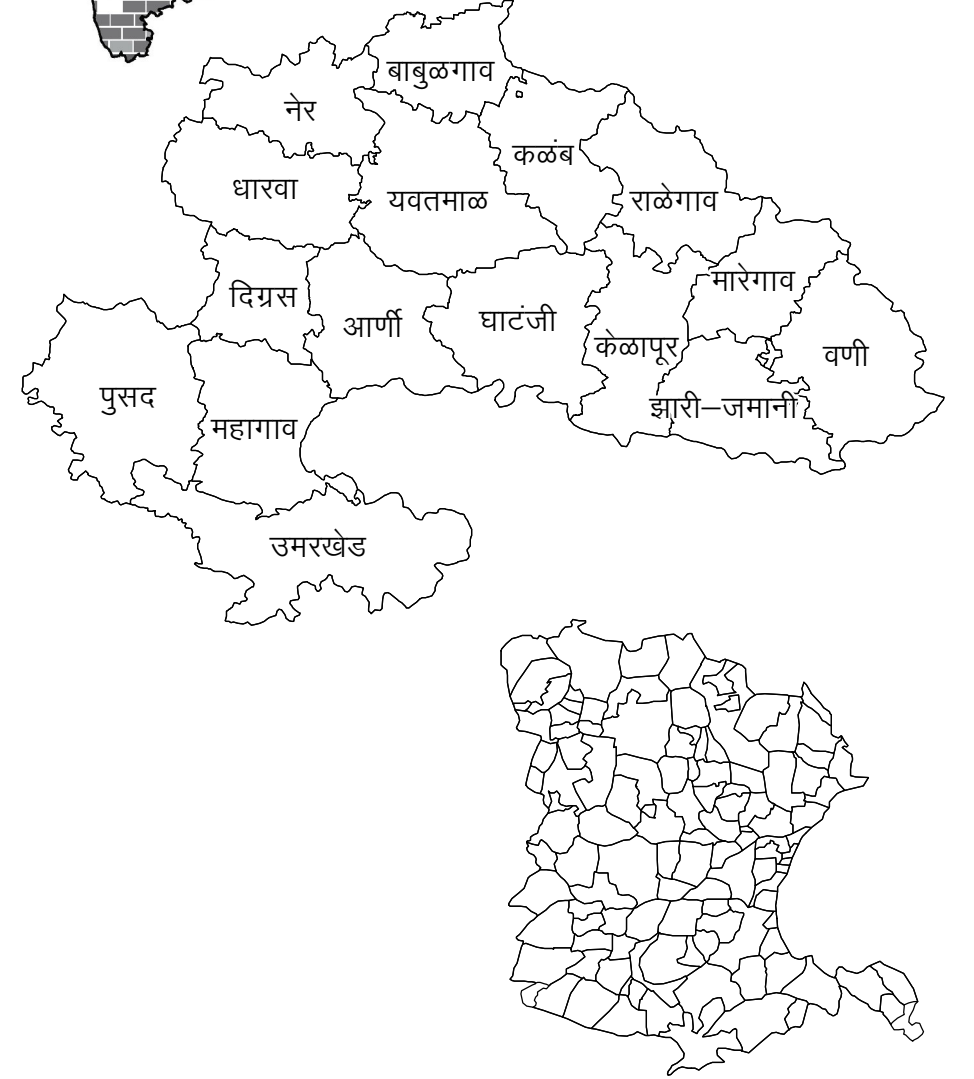 बाबुळगाव
नेर
कळंब
धारवा
यवतमाळ
राळेगाव
दिग्रस
मारेगाव
आर्णी
घाटंजी
केळापूर
वणी
पुसद
झारी–जमानी
महागाव
उमरखेड